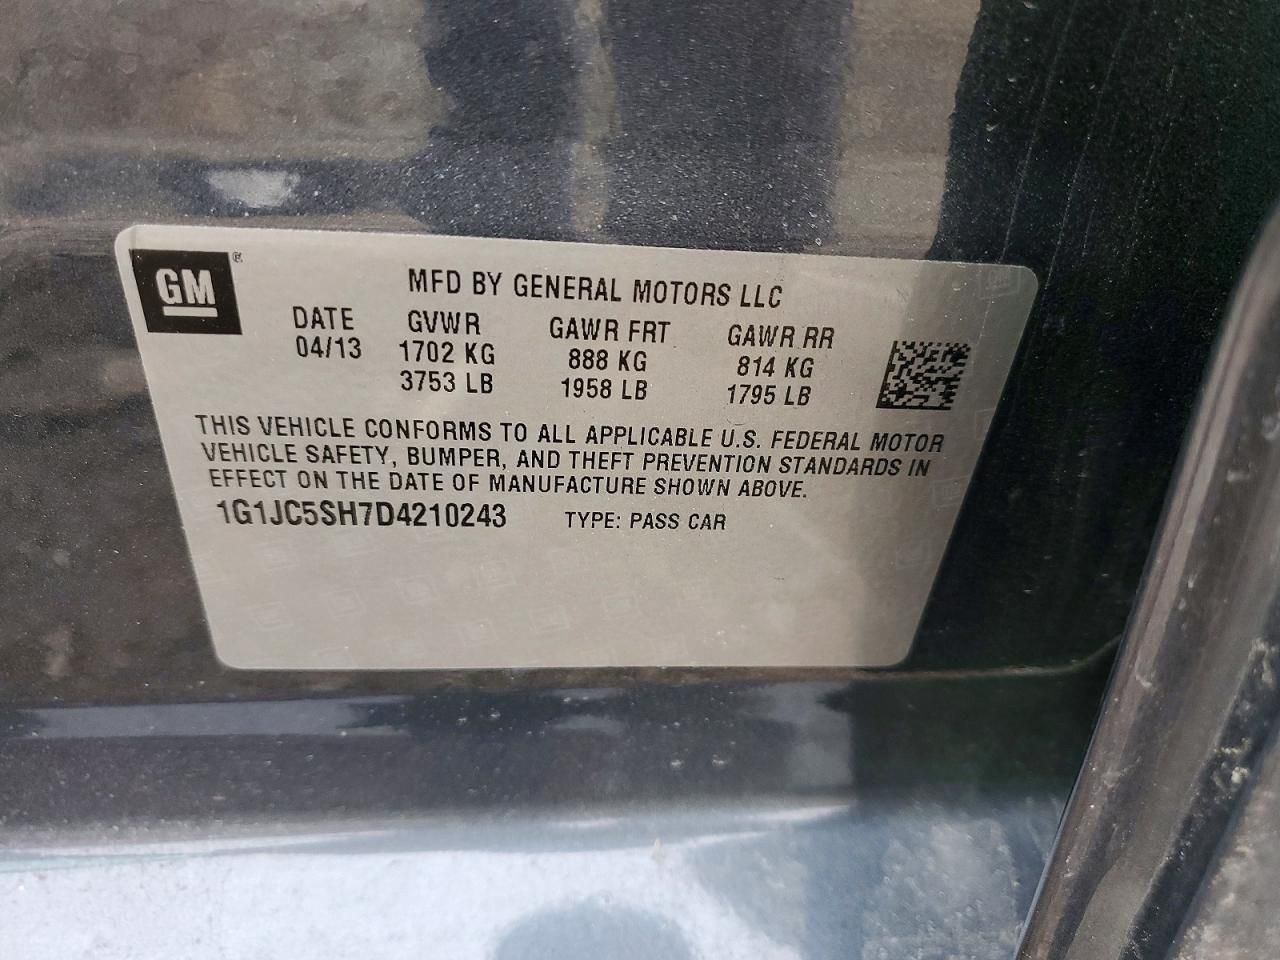 GM®
MFD BY GENERAL MOTORS LLC
DATE GVWR GAWR FRT GAWR RR
04/13 1702 KG 888 KG 814 KG
3753 LB 1958 LB 1795 LB
THIS VEHICLE CONFORMS TO ALL APPLICABLE U.S. FEDERAL MOTOR
VEHICLE SAFETY, BUMPER, AND THEFT PREVENTION STANDARDS IN
EFFECT ON THE DATE OF MANUFACTURE SHOWN ABOVE.
1G1JC5SH7D4210243 TYPE: PASS CAR